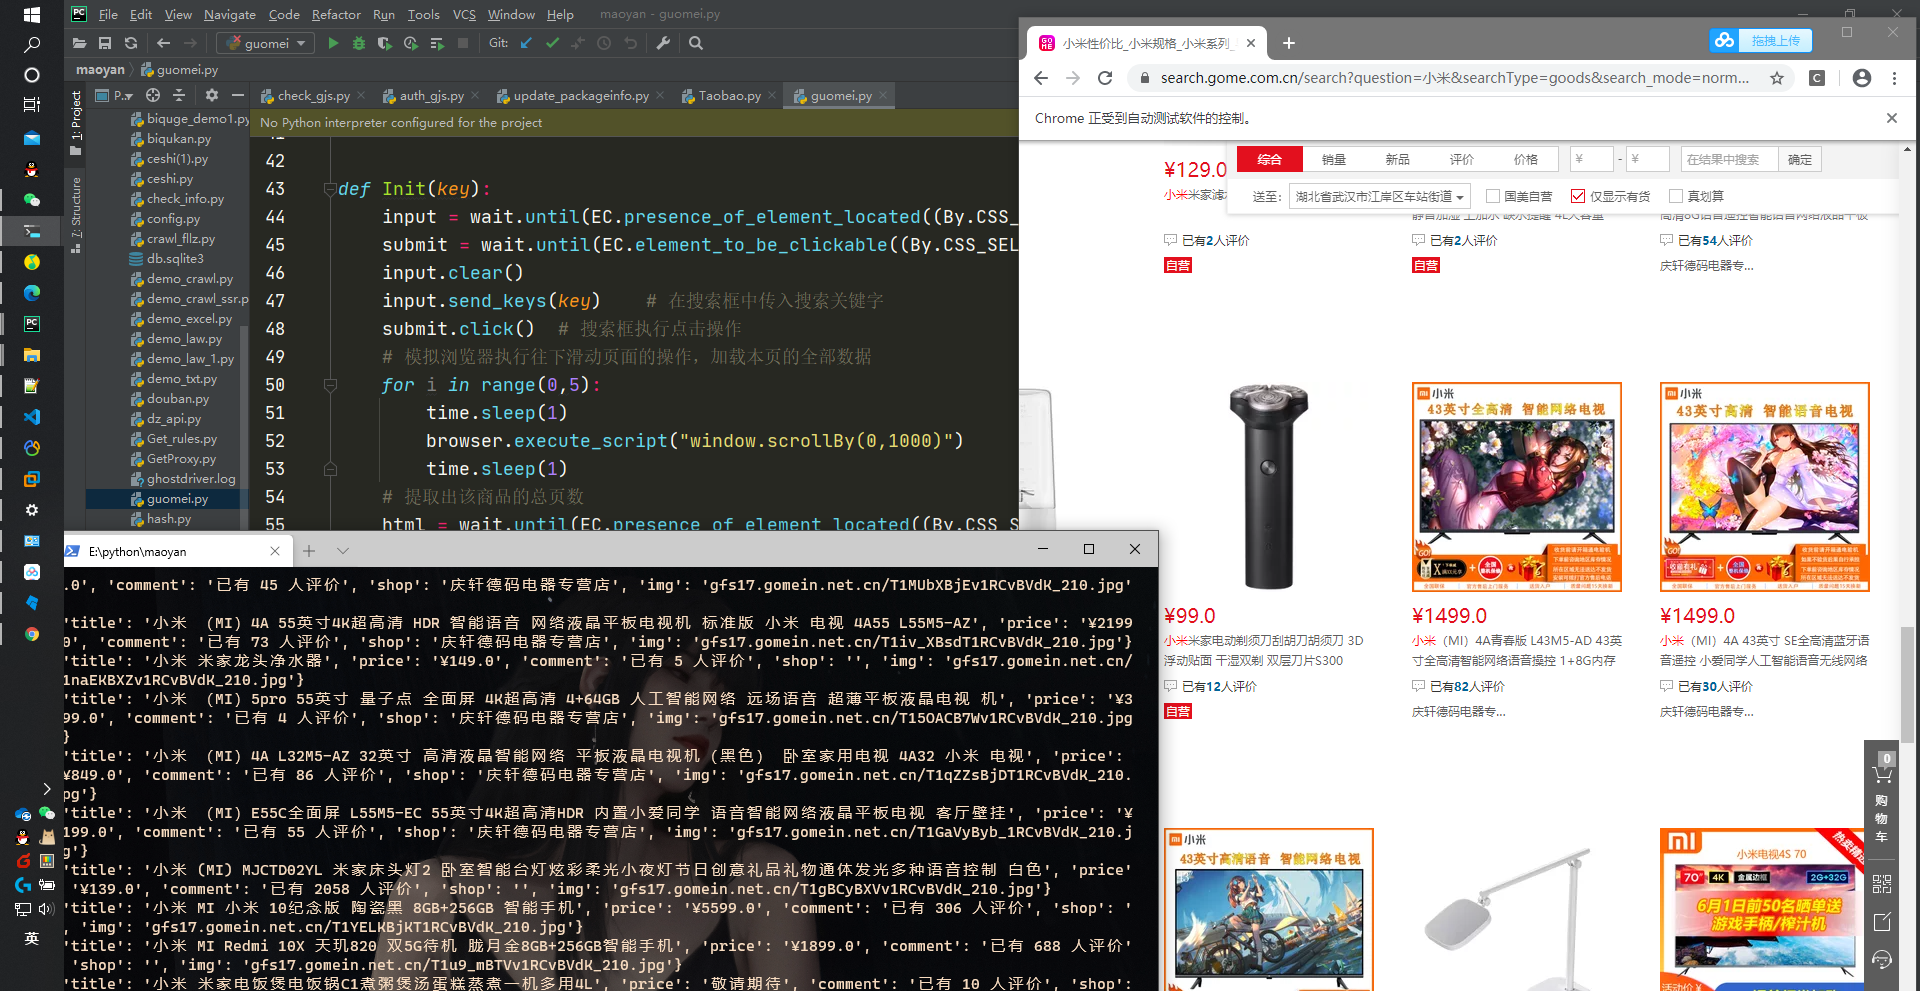 File Edit View Navigate Code Refactor Run Tools VCS Window Help maoyan - guomei.py
guomei Git:
maoyan guomei.py
1: Project
7: Structure
P..
check_gjs.py auth_gjs.py update_packageinfo.py Taobao.py guomei.py
No Python interpreter configured for the project
biquge_demo1.py
biqukan.py
ceshi(1).py
ceshi.py
check_info.py
config.py
crawl_fllz.py
db.sqlite3
demo_crawl.py
demo_crawl_ssr.p
demo_excel.py
demo_law.py
demo_law_1.py
demo_txt.py
douban.py
dz_api.py
Get_rules.py
GetProxy.py
ghostdriver.log
guomei.py
hash.py
42
43 def Init(key):
44 input = wait.until(EC.presence_of_element_located((By.CSS_
45 submit = wait.until(EC.element_to_be_clickable((By.CSS_SEL
46 input.clear()
47 input.send_keys(key) # 在搜索框中传入搜索关键字
48 submit.click() # 搜索框执行点击操作
49 # 模拟浏览器执行往下滑动页面的操作，加载本页的全部数据
50 for i in range(0,5):
51 time.sleep(1)
52 browser.execute_script("window.scrollBy(0,1000)")
53 time.sleep(1)
54 # 提取出该商品的总页数
55 html = wait.until(EC.presence_of_element_located((By.CSS_S
E:\python\maoyan
.0', 'comment': '已有 45 人评价', 'shop': '庆轩德码电器专营店', 'img': 'gfs17.gomein.net.cn/T1MUbXBjEv1RCvBVdK_210.jpg'
'title': '小米 （MI）4A 55英寸4K超高清 HDR 智能语音 网络液晶平板电视机 标准版 小米 电视 4A55 L55M5-AZ', 'price': '¥2199
0', 'comment': '已有 73 人评价', 'shop': '庆轩德码电器专营店', 'img': 'gfs17.gomein.net.cn/T1iv_XBsdT1RCvBVdK_210.jpg'}
'title': '小米 米家龙头净水器', 'price': '¥149.0', 'comment': '已有 5 人评价', 'shop': '', 'img': 'gfs17.gomein.net.cn/
1naEKBXZv1RCvBVdK_210.jpg'}
'title': '小米 （MI）5pro 55英寸 量子点 全面屏 4K超高清 4+64GB 人工智能网络 远场语音 超薄平板液晶电视 机', 'price': '¥3
99.0', 'comment': '已有 4 人评价', 'shop': '庆轩德码电器专营店', 'img': 'gfs17.gomein.net.cn/T15OACB7Wv1RCvBVdK_210.jpg
}
'title': '小米 （MI）4A L32M5-AZ 32英寸 高清液晶智能网络 平板液晶电视机（黑色） 卧室家用电视 4A32 小米 电视', 'price':
¥849.0', 'comment': '已有 86 人评价', 'shop': '庆轩德码电器专营店', 'img': 'gfs17.gomein.net.cn/T1qZZsBjDT1RCvBVdK_210.
pg'}
'title': '小米 （MI）E55C全面屏 L55M5-EC 55英寸4K超高清HDR 内置小爱同学 语音智能网络液晶平板电视 客厅壁挂', 'price': '¥
199.0', 'comment': '已有 55 人评价', 'shop': '庆轩德码电器专营店', 'img': 'gfs17.gomein.net.cn/T1GaVyByb_1RCvBVdK_210.j
g'}
'title': '小米（MI）MJCTD02YL 米家床头灯2 卧室智能台灯炫彩柔光小夜灯节日创意礼品礼物通体发光多种语音控制 白色', 'price'
'¥139.0', 'comment': '已有 2058 人评价', 'shop': '', 'img': 'gfs17.gomein.net.cn/T1gBCyBXVv1RCvBVdK_210.jpg'}
'title': '小米 MI 小米 10纪念版 陶瓷黑 8GB+256GB 智能手机', 'price': '¥5599.0', 'comment': '已有 306 人评价', 'shop': '
, 'img': 'gfs17.gomein.net.cn/T1YELKBjKT1RCvBVdK_210.jpg'}
'title': '小米 MI Redmi 10X 天玑820 双5G待机 胧月金8GB+256GB智能手机', 'price': '¥1899.0', 'comment': '已有 688 人评价'
'shop': '', 'img': 'gfs17.gomein.net.cn/T1u9_mBTVv1RCvBVdK_210.jpg'}
'title': '小米 米家电饭煲电饭锅C1煮粥煲汤蛋糕蒸煮一机多用4L', 'price': '敬请期待', 'comment': '已有 10 人评价', 'shop':
英
小米性价比_小米规格_小米系列_
拖拽上传
search.gome.com.cn/search?question=小米&searchType=goods&search_mode=norm...
Chrome 正受到自动测试软件的控制。
综合 销量 新品 评价 价格 ¥ - ¥ 在结果中搜索 确定
送至： 湖北省武汉市江岸区车站街道 国美自营 仅显示有货 真划算
¥129.0
小米米家滤水
静音加湿 上加水 缺水提醒 4L大容量
高清8G语音遥控智能语音网络液晶平板
已有2人评价 已有2人评价 已有54人评价
自营 自营 庆轩德码电器专...
小米
43英寸全高清 智能网络电视
小米
43英寸高清 智能语音电视
¥99.0 ¥1499.0 ¥1499.0
小米米家电动剃须刀刮胡刀胡须刀 3D
浮动贴面 干湿双剃 双层刀片S300
小米（MI）4A青春版 L43M5-AD 43英
寸全高清智能网络语音操控 1+8G内存
小米（MI）4A 43英寸 SE全高清蓝牙语
音遥控 小爱同学人工智能语音无线网络
已有12人评价 已有82人评价 已有30人评价
自营 庆轩德码电器专... 庆轩德码电器专...
小米
43英寸高清语音 智能网络电视
小米电视4S 70
70" 4K 金属边框 2G+32G
6月1日前50名晒单送
游戏手柄/榨汁机
活动价¥
0
购
物
车